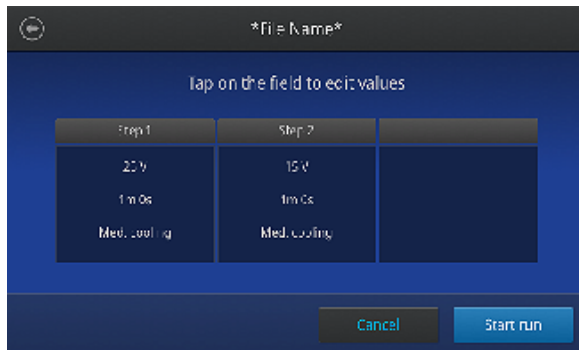 *File Name*
Tap on the field to edit values
Step 1 Step 2
20 V 15 V
1m 0s 1m 0s
Med. cooling Med. cooling
Cancel Start run